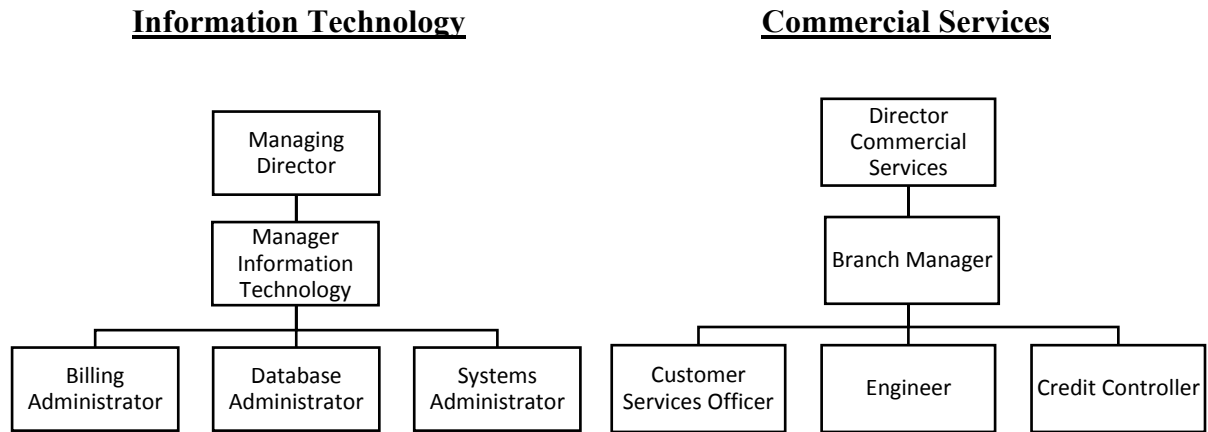 Information Technology
Commercial Services
Managing
Director
Manager
Information
Technology
Billing
Administrator
Database
Administrator
Systems
Administrator
Director
Commercial
Services
Branch Manager
Customer
Services Officer
Engineer
Credit Controller